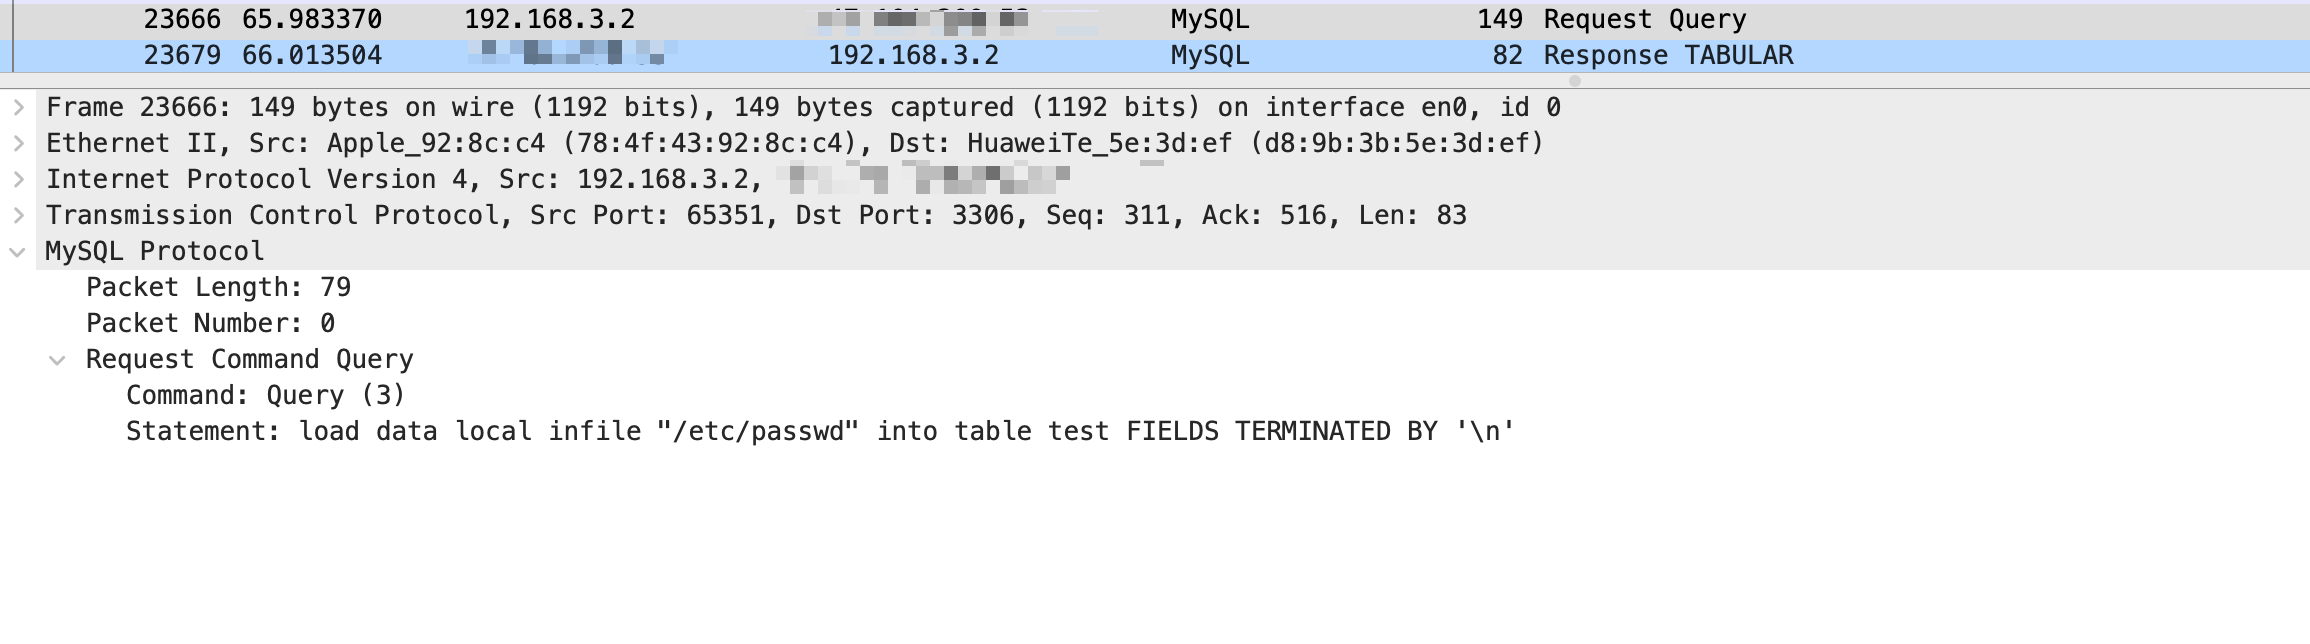 23666 65.983370 192.168.3.2 MySQL 149 Request Query
23679 66.013504 192.168.3.2 MySQL 82 Response TABULAR
Frame 23666: 149 bytes on wire (1192 bits), 149 bytes captured (1192 bits) on interface en0, id 0
Ethernet II, Src: Apple_92:8c:c4 (78:4f:43:92:8c:c4), Dst: HuaweiTe_5e:3d:ef (d8:9b:3b:5e:3d:ef)
Internet Protocol Version 4, Src: 192.168.3.2,
Transmission Control Protocol, Src Port: 65351, Dst Port: 3306, Seq: 311, Ack: 516, Len: 83
MySQL Protocol
Packet Length: 79
Packet Number: 0
Request Command Query
Command: Query (3)
Statement: load data local infile "/etc/passwd" into table test FIELDS TERMINATED BY '\n'